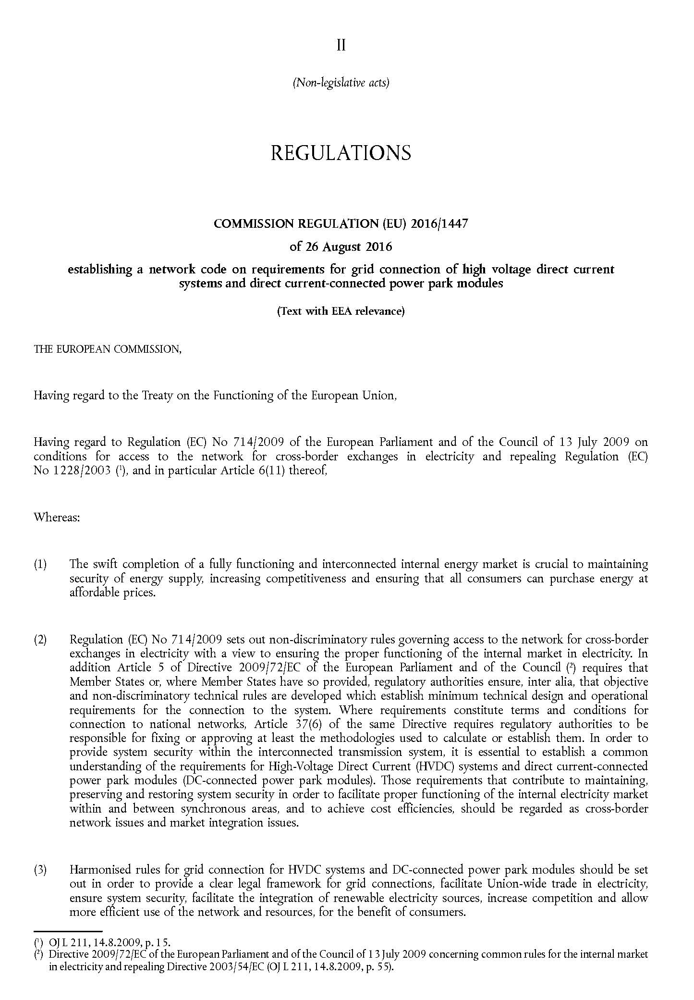 II
(Non-legislative acts)
REGULATIONS
COMMISSION REGULATION (EU) 2016/1447
of 26 August 2016
establishing a network code on requirements for grid connection of high voltage direct current
systems and direct current-connected power park modules
(Text with EEA relevance)
THE EUROPEAN COMMISSION,
Having regard to the Treaty on the Functioning of the European Union,
Having regard to Regulation (EC) No 714/2009 of the European Parliament and of the Council of 13 July 2009 on
conditions for access to the network for cross-border exchanges in electricity and repealing Regulation (EC)
No 1228/2003 (¹), and in particular Article 6(11) thereof,
Whereas:
(1) The swift completion of a fully functioning and interconnected internal energy market is crucial to maintaining
security of energy supply, increasing competitiveness and ensuring that all consumers can purchase energy at
affordable prices.
(2) Regulation (EC) No 714/2009 sets out non-discriminatory rules governing access to the network for cross-border
exchanges in electricity with a view to ensuring the proper functioning of the internal market in electricity. In
addition Article 5 of Directive 2009/72/EC of the European Parliament and of the Council (²) requires that
Member States or, where Member States have so provided, regulatory authorities ensure, inter alia, that objective
and non-discriminatory technical rules are developed which establish minimum technical design and operational
requirements for the connection to the system. Where requirements constitute terms and conditions for
connection to national networks, Article 37(6) of the same Directive requires regulatory authorities to be
responsible for fixing or approving at least the methodologies used to calculate or establish them. In order to
provide system security within the interconnected transmission system, it is essential to establish a common
understanding of the requirements for High-Voltage Direct Current (HVDC) systems and direct current-connected
power park modules (DC-connected power park modules). Those requirements that contribute to maintaining,
preserving and restoring system security in order to facilitate proper functioning of the internal electricity market
within and between synchronous areas, and to achieve cost efficiencies, should be regarded as cross-border
network issues and market integration issues.
(3) Harmonised rules for grid connection for HVDC systems and DC-connected power park modules should be set
out in order to provide a clear legal framework for grid connections, facilitate Union-wide trade in electricity,
ensure system security, facilitate the integration of renewable electricity sources, increase competition and allow
more efficient use of the network and resources, for the benefit of consumers.
(¹) OJ L 211, 14.8.2009, p. 15.
(²) Directive 2009/72/EC of the European Parliament and of the Council of 13 July 2009 concerning common rules for the internal market
in electricity and repealing Directive 2003/54/EC (OJ L 211, 14.8.2009, p. 55).